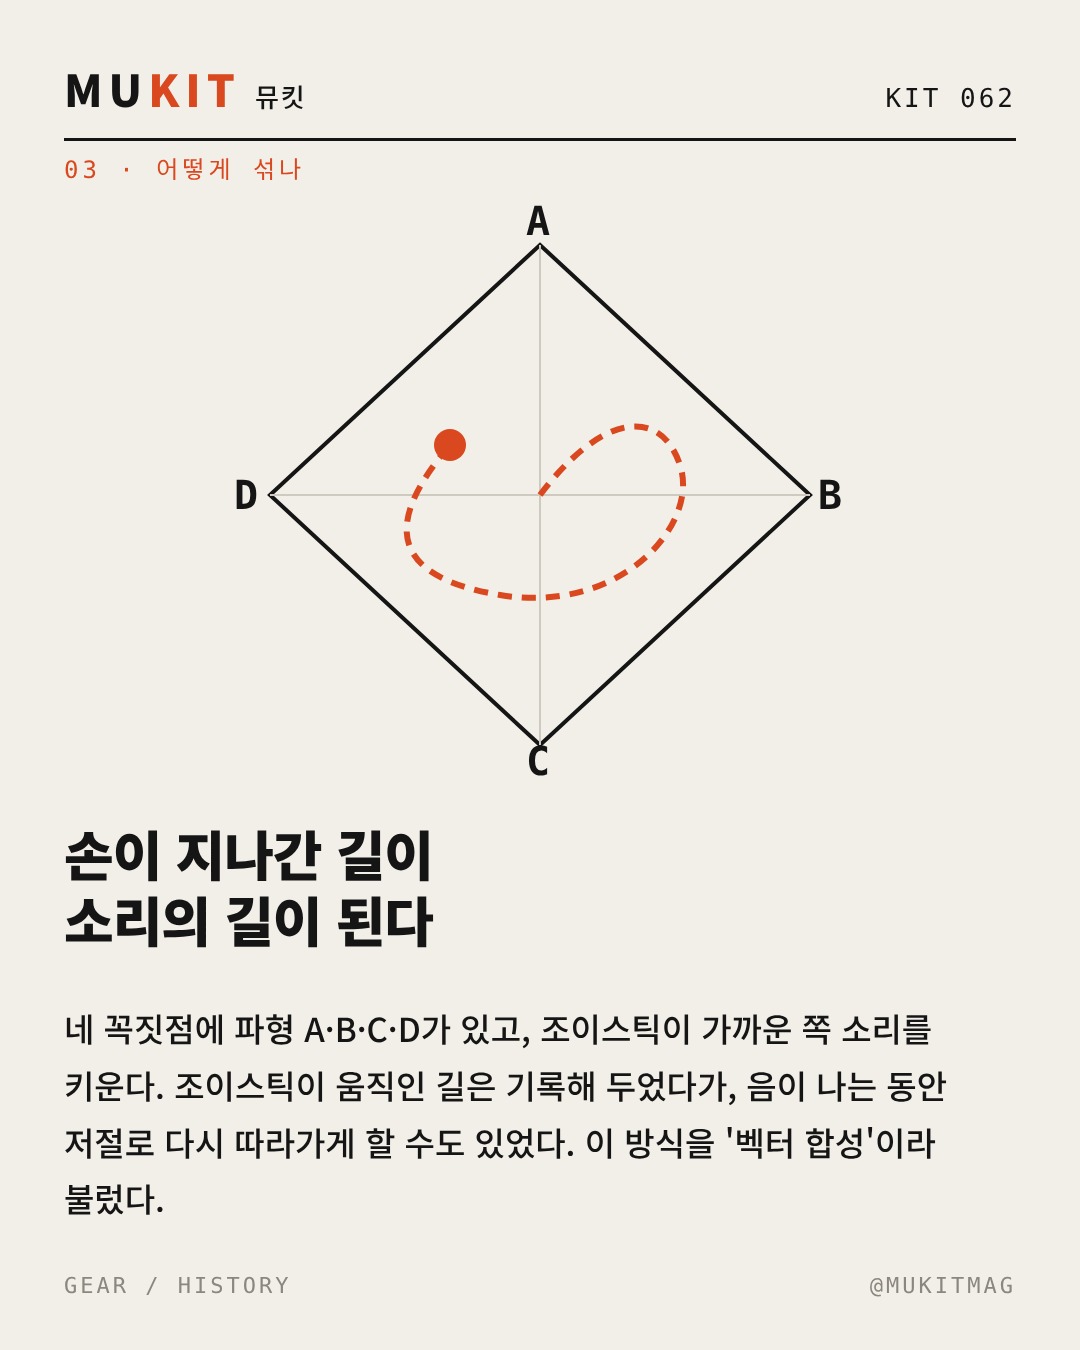 MUKIT 뮤킷
KIT 062
03 · 어떻게 섞나
A
D
B
C
손이 지나간 길이
소리의 길이 된다
네 꼭짓점에 파형 A·B·C·D가 있고, 조이스틱이 가까운 쪽 소리를
키운다. 조이스틱이 움직인 길은 기록해 두었다가, 음이 나는 동안
저절로 다시 따라가게 할 수도 있었다. 이 방식을 '벡터 합성'이라
불렀다.
GEAR / HISTORY
@MUKITMAG